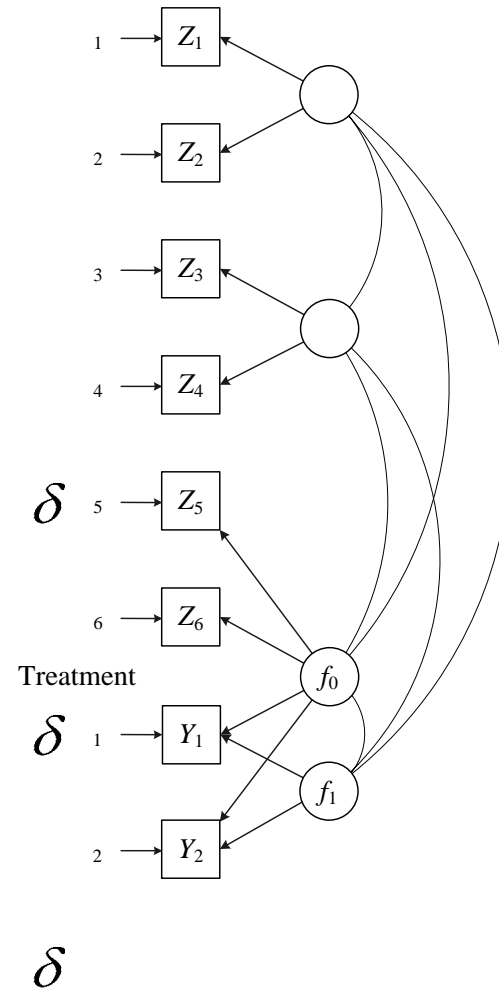 1 Z₁
2 Z₂
3 Z₃
4 Z₄
δ 5 Z₅
6 Z₆
f₀
Treatment
δ 1 Y₁
f₁
2 Y₂
δ